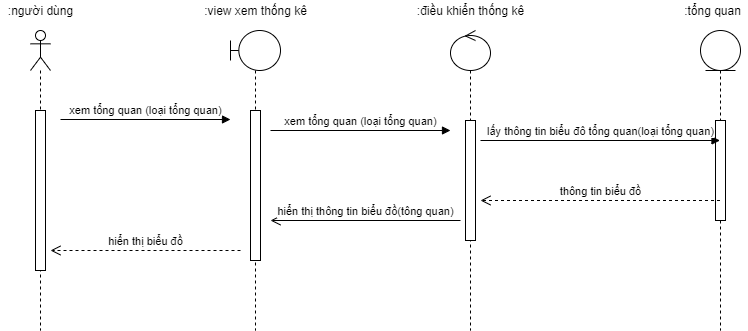 :người dùng
:view xem thống kê
:điều khiển thống kê
:tổng quan
xem tổng quan (loại tổng quan)
xem tổng quan (loại tổng quan)
lấy thông tin biểu đô tổng quan(loại tổng quan)
thông tin biểu đồ
hiển thị thông tin biểu đồ(tông quan)
hiển thị biểu đồ